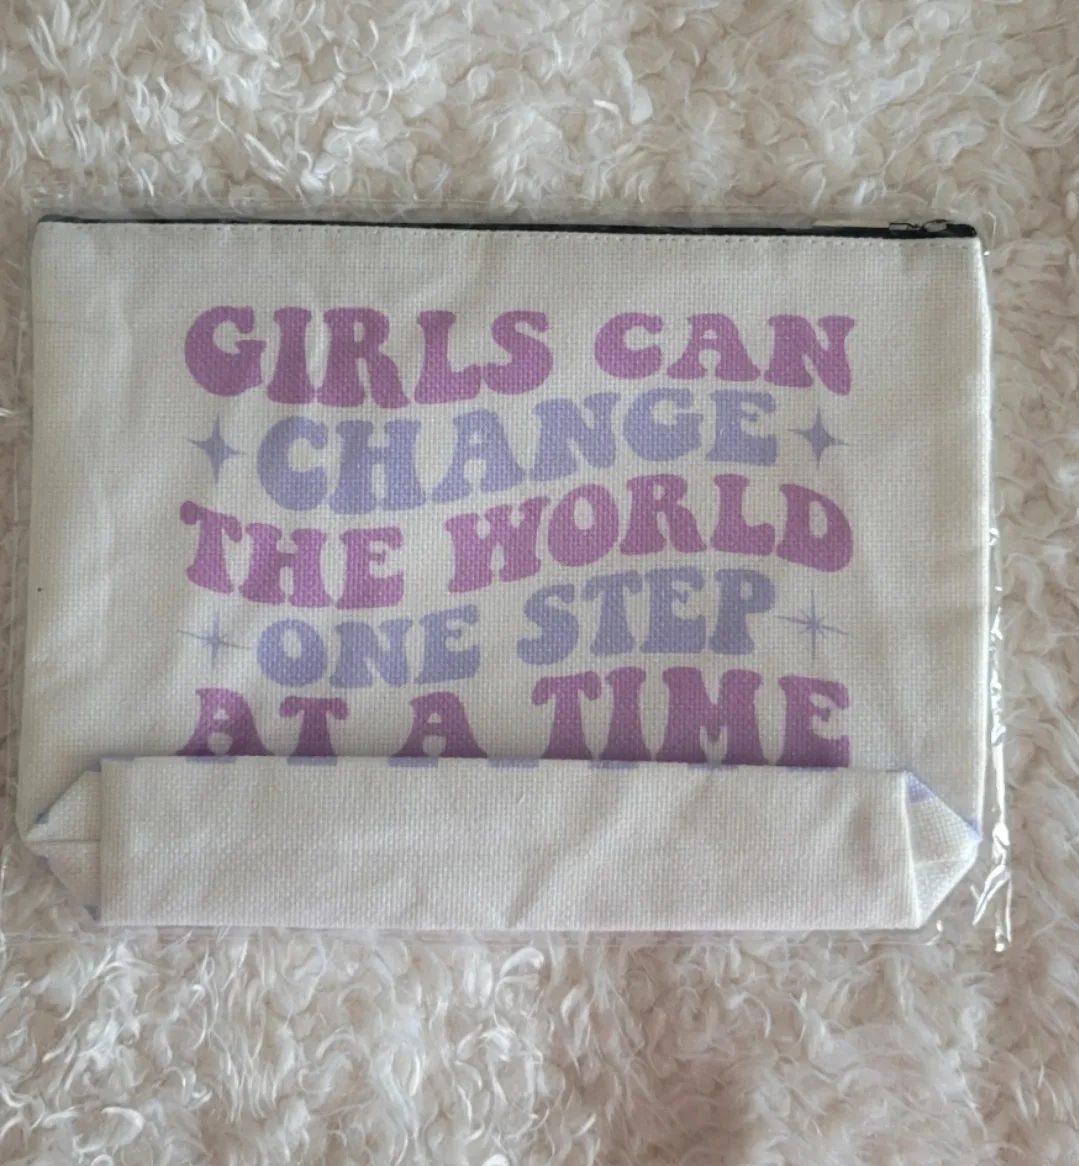 GIRLS CAN
CHANGE
THE WORLD
ONE STEP
AT A TIME